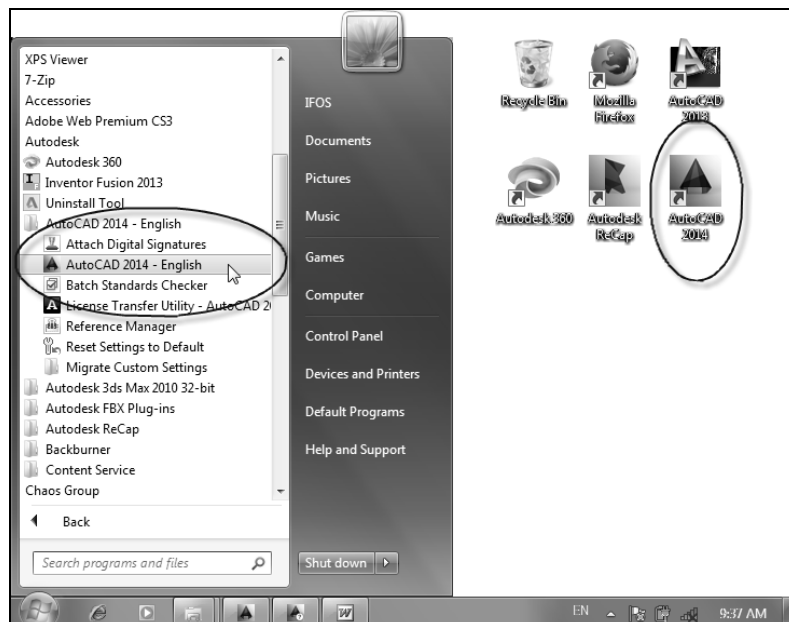 XPS Viewer
7-Zip
Accessories
Adobe Web Premium CS3
Autodesk
Autodesk 360
Inventor Fusion 2013
Uninstall Tool
AutoCAD 2014 - English
Attach Digital Signatures
AutoCAD 2014 - English
Batch Standards Checker
License Transfer Utility - AutoCAD 2
Reference Manager
Reset Settings to Default
Migrate Custom Settings
Autodesk 3ds Max 2010 32-bit
Autodesk FBX Plug-ins
Autodesk ReCap
Backburner
Content Service
Chaos Group
Back
Search programs and files
IFOS
Documents
Pictures
Music
Games
Computer
Control Panel
Devices and Printers
Default Programs
Help and Support
Shut down
Recycle Bin
Mozilla
Firefox
AutoCAD
2013
Autodesk 360
Autodesk
ReCap
AutoCAD
2014
EN
9:37 AM